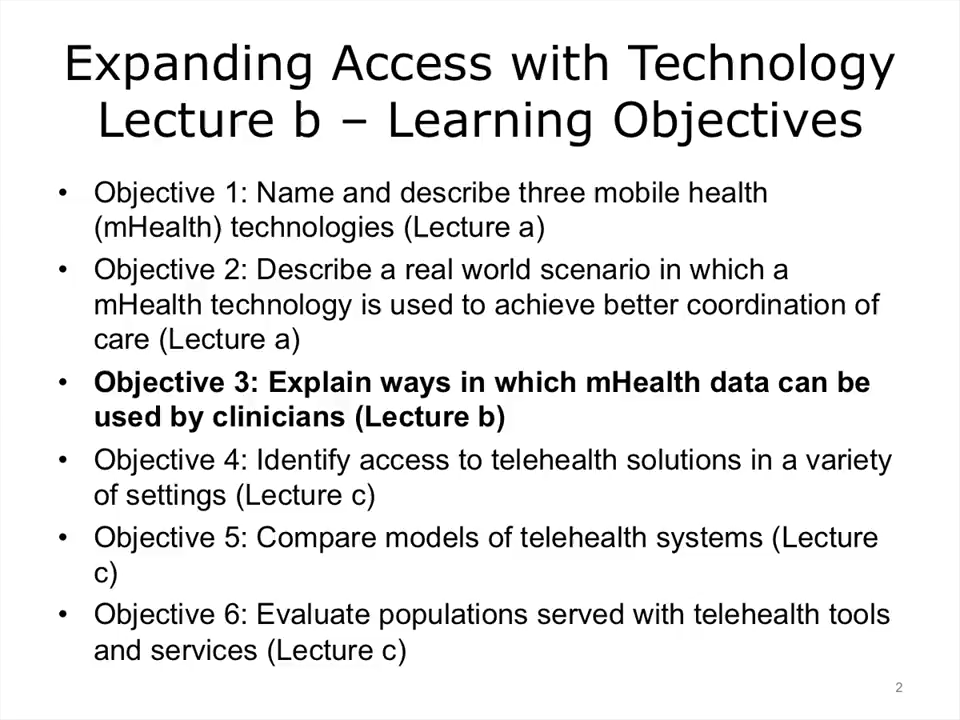 Expanding Access with Technology
Lecture b – Learning Objectives
• Objective 1: Name and describe three mobile health
(mHealth) technologies (Lecture a)
• Objective 2: Describe a real world scenario in which a
mHealth technology is used to achieve better coordination of
care (Lecture a)
• Objective 3: Explain ways in which mHealth data can be
used by clinicians (Lecture b)
• Objective 4: Identify access to telehealth solutions in a variety
of settings (Lecture c)
• Objective 5: Compare models of telehealth systems (Lecture
c)
• Objective 6: Evaluate populations served with telehealth tools
and services (Lecture c)
2